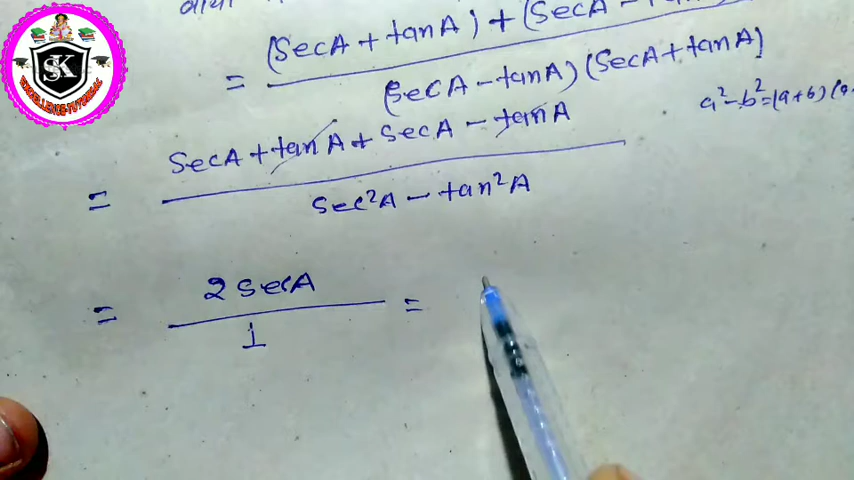 बायाँ
(SecA + tanA) + (SecA -
= (SecA - tanA) (SecA + tanA)
a² - b² = (a + b) (a
SecA + tanA + SecA - tanA
= Sec²A - tan²A
= 2 SecA =
1
SK